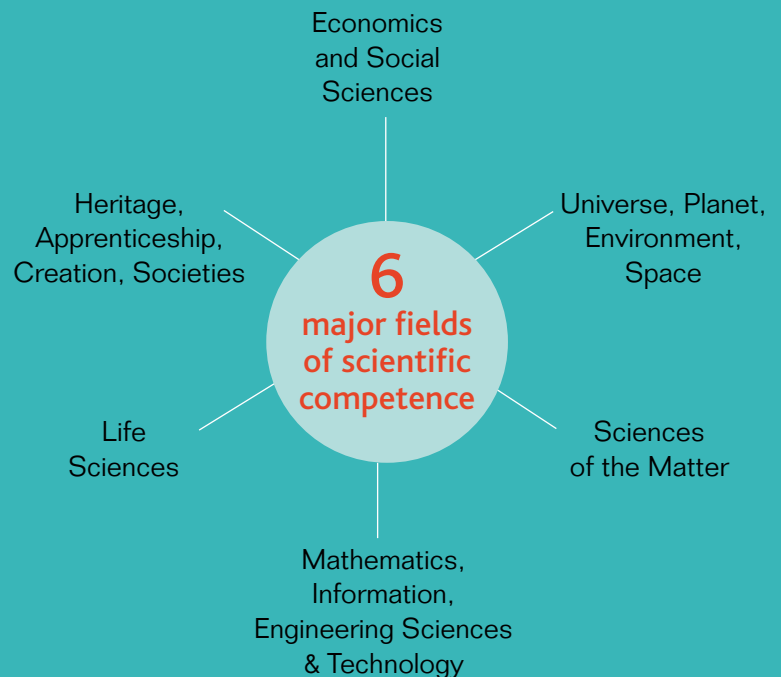 Economics
and Social
Sciences
Heritage,
Apprenticeship,
Creation, Societies
Universe, Planet,
Environment,
Space
6
major fields
of scientific
competence
Life
Sciences
Sciences
of the Matter
Mathematics,
Information,
Engineering Sciences
& Technology